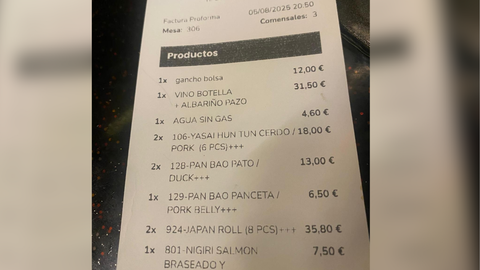 05/08/2025 20:50
Factura Proforma
Comensales: 3
Mesa: 306
Productos
1x gancho bolsa 12,00 €
1x VINO BOTELLA 31,50 €
+ ALBARIÑO PAZO
1x AGUA SIN GAS 4,60 €
2x 106-YASAI HUN TUN CERDO / 18,00 €
PORK (6 PCS)+++
2x 128-PAN BAO PATO / 13,00 €
DUCK+++
1x 129-PAN BAO PANCETA / 6,50 €
PORK BELLY+++
2x 924-JAPAN ROLL (8 PCS)+++ 35,80 €
1x 801-NIGIRI SALMON 7,50 €
BRASEADO Y